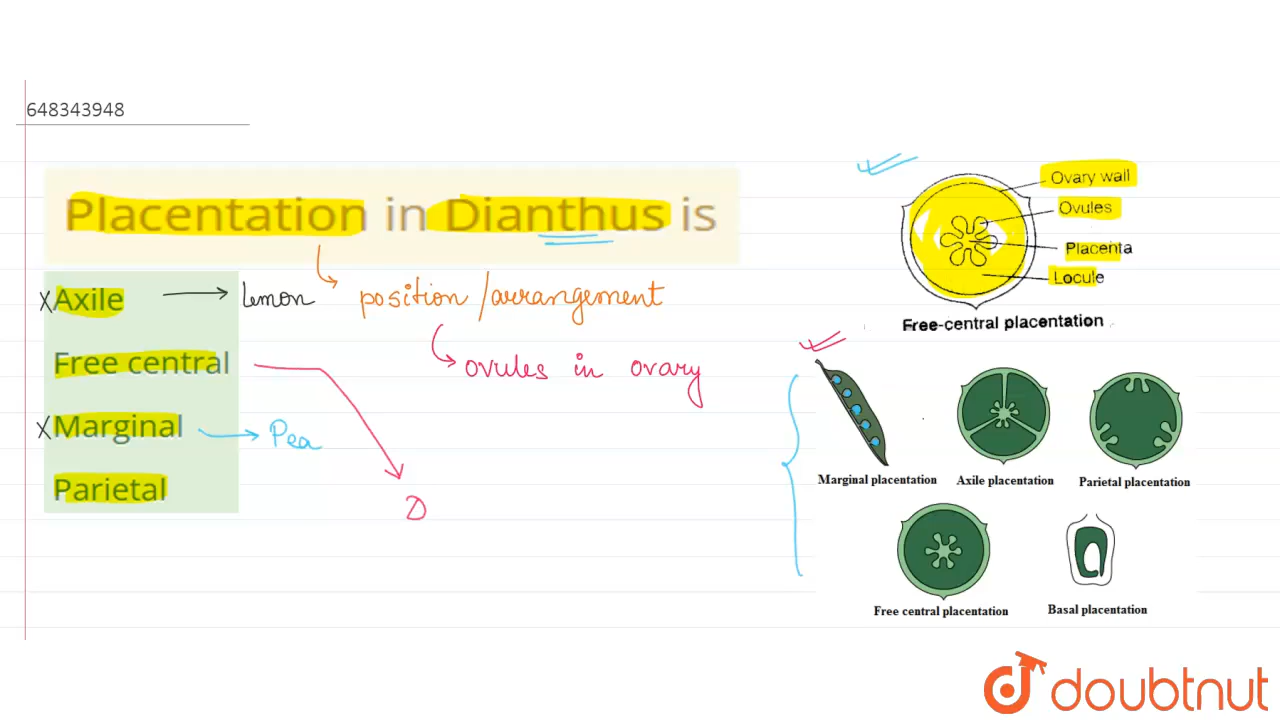 648343948
Placentation in Dianthus is
X Axile → lemon
position/arrangement
Free central
ovules in ovary
X Marginal → Pea
Parietal
D
Ovary wall
Ovules
Placenta
Locule
Free-central placentation
Marginal placentation Axile placentation Parietal placentation
Free central placentation Basal placentation
doubtnut